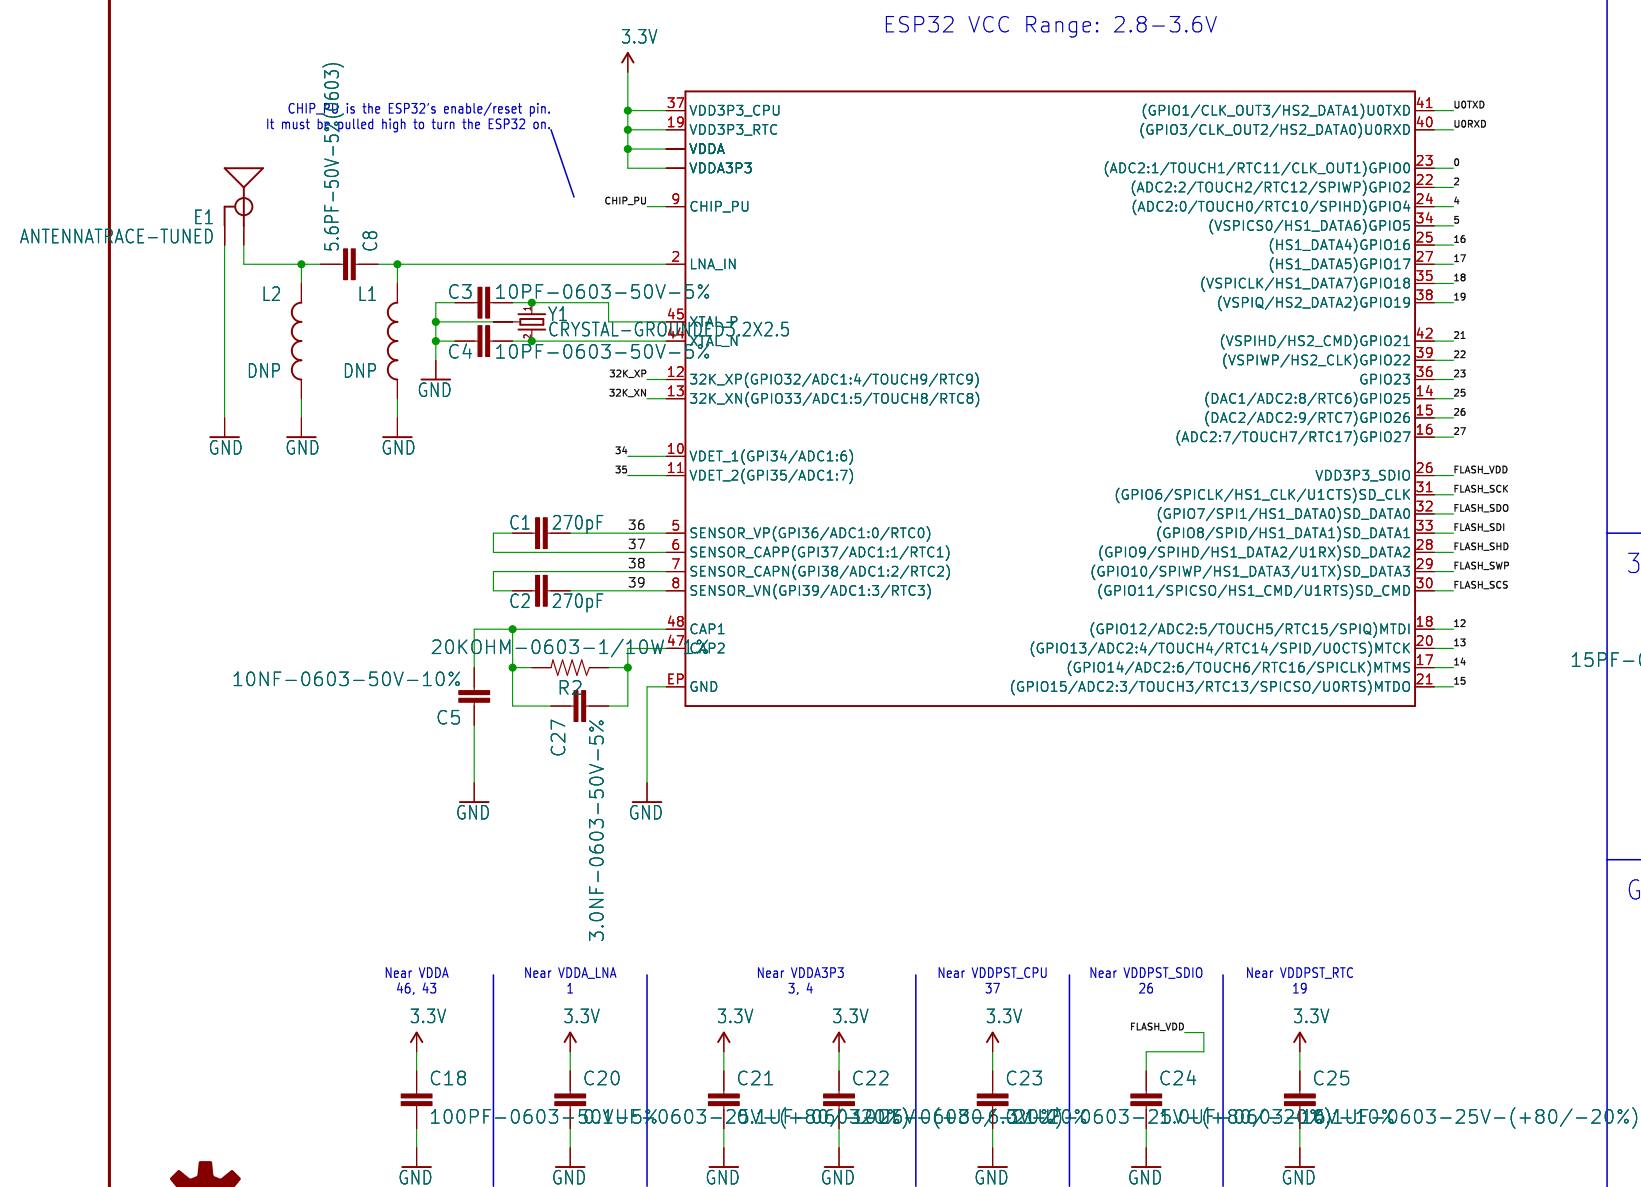 ESP32 VCC Range: 2.8-3.6V
3.3V
CHIP_PU is the ESP32's enable/reset pin.
It must be pulled high to turn the ESP32 on.
5.6PF-50V-5%(0603)
C8
E1
ANTENNATRACE-TUNED
L2
DNP
L1
DNP
GND
GND
GND
C3
10PF-0603-50V-5%
Y1
CRYSTAL-GROUNDED3.2X2.5
1
2
C4
10PF-0603-50V-5%
GND
37 VDD3P3_CPU
19 VDD3P3_RTC
VDDA
VDDA3P3
CHIP_PU 9 CHIP_PU
2 LNA_IN
45 XTAL_P
44 XTAL_N
32K_XP 12 32K_XP(GPIO32/ADC1:4/TOUCH9/RTC9)
32K_XN 13 32K_XN(GPIO33/ADC1:5/TOUCH8/RTC8)
34 10 VDET_1(GPI34/ADC1:6)
35 11 VDET_2(GPI35/ADC1:7)
C1 270pF
36 5 SENSOR_VP(GPI36/ADC1:0/RTC0)
37 6 SENSOR_CAPP(GPI37/ADC1:1/RTC1)
38 7 SENSOR_CAPN(GPI38/ADC1:2/RTC2)
39 8 SENSOR_VN(GPI39/ADC1:3/RTC3)
C2 270pF
48 CAP1
20KOHM-0603-1/10W-1%
47 CAP2
R2
10NF-0603-50V-10%
C5
EP GND
C27
3.0NF-0603-50V-5%
GND
GND
(GPIO1/CLK_OUT3/HS2_DATA1)U0TXD 41 U0TXD
(GPIO3/CLK_OUT2/HS2_DATA0)U0RXD 40 U0RXD
(ADC2:1/TOUCH1/RTC11/CLK_OUT1)GPIO0 23 0
(ADC2:2/TOUCH2/RTC12/SPIWP)GPIO2 22 2
(ADC2:0/TOUCH0/RTC10/SPIHD)GPIO4 24 4
(VSPICS0/HS1_DATA6)GPIO5 34 5
(HS1_DATA4)GPIO16 25 16
(HS1_DATA5)GPIO17 27 17
(VSPICLK/HS1_DATA7)GPIO18 35 18
(VSPIQ/HS2_DATA2)GPIO19 38 19
(VSPIHD/HS2_CMD)GPIO21 42 21
(VSPIWP/HS2_CLK)GPIO22 39 22
GPIO23 36 23
(DAC1/ADC2:8/RTC6)GPIO25 14 25
(DAC2/ADC2:9/RTC7)GPIO26 15 26
(ADC2:7/TOUCH7/RTC17)GPIO27 16 27
VDD3P3_SDIO 26 FLASH_VDD
(GPIO6/SPICLK/HS1_CLK/U1CTS)SD_CLK 31 FLASH_SCK
(GPIO7/SPI1/HS1_DATA0)SD_DATA0 32 FLASH_SDO
(GPIO8/SPID/HS1_DATA1)SD_DATA1 33 FLASH_SDI
(GPIO9/SPIHD/HS1_DATA2/U1RX)SD_DATA2 28 FLASH_SHD
(GPIO10/SPIWP/HS1_DATA3/U1TX)SD_DATA3 29 FLASH_SWP
(GPIO11/SPICS0/HS1_CMD/U1RTS)SD_CMD 30 FLASH_SCS
(GPIO12/ADC2:5/TOUCH5/RTC15/SPIQ)MTDI 18 12
(GPIO13/ADC2:4/TOUCH4/RTC14/SPID/U0CTS)MTCK 20 13
(GPIO14/ADC2:6/TOUCH6/RTC16/SPICLK)MTMS 17 14
(GPIO15/ADC2:3/TOUCH3/RTC13/SPICS0/U0RTS)MTDO 21 15
3
15PF-0
G
Near VDDA
46, 43
3.3V
C18
100PF-0603-50V-5%
GND
Near VDDA_LNA
1
3.3V
C20
GND
Near VDDA3P3
3, 4
3.3V
C21
GND
3.3V
C22
GND
Near VDDPST_CPU
37
3.3V
C23
GND
Near VDDPST_SDIO
26
FLASH_VDD
C24
GND
Near VDDPST_RTC
19
3.3V
C25
0603-25V-(+80/-20%)
GND